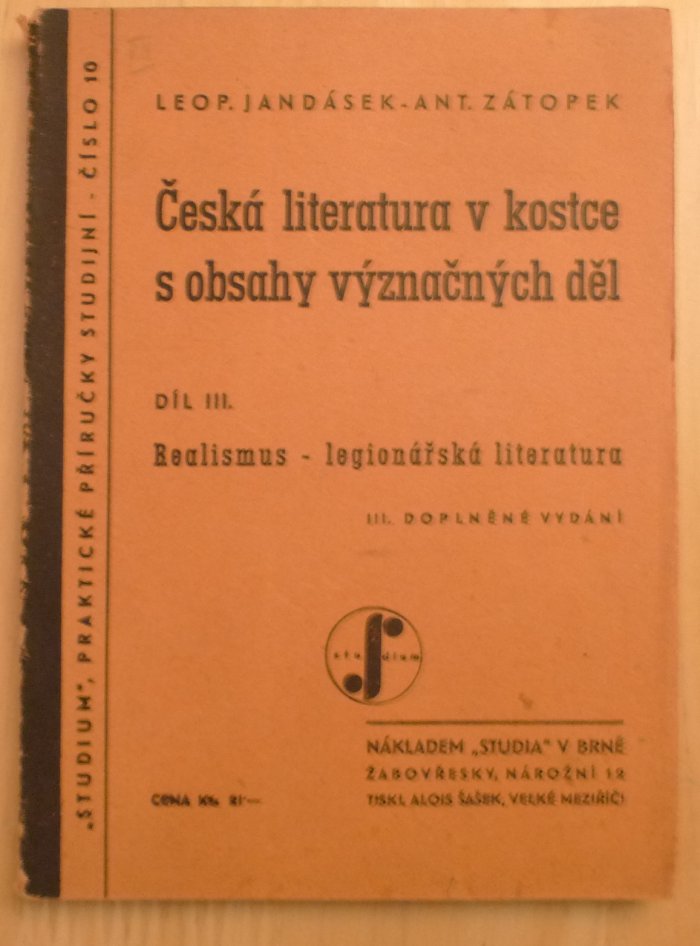 „STUDIUM", PRAKTICKÉ PŘÍRUČKY STUDIJNÍ - ČÍSLO 10
LEOP. JANDÁSEK - ANT. ZÁTOPEK
Česká literatura v kostce
s obsahy význačných děl
DÍL III.
Realismus - legionářská literatura
III. DOPLNĚNÉ VYDÁNÍ
studium
NÁKLADEM „STUDIA" V BRNĚ
ŽABOVŘESKY, NÁROŽNÍ 12
CENA
TISKL ALOIS ŠAŠEK, VELKÉ MEZIŘÍČÍ